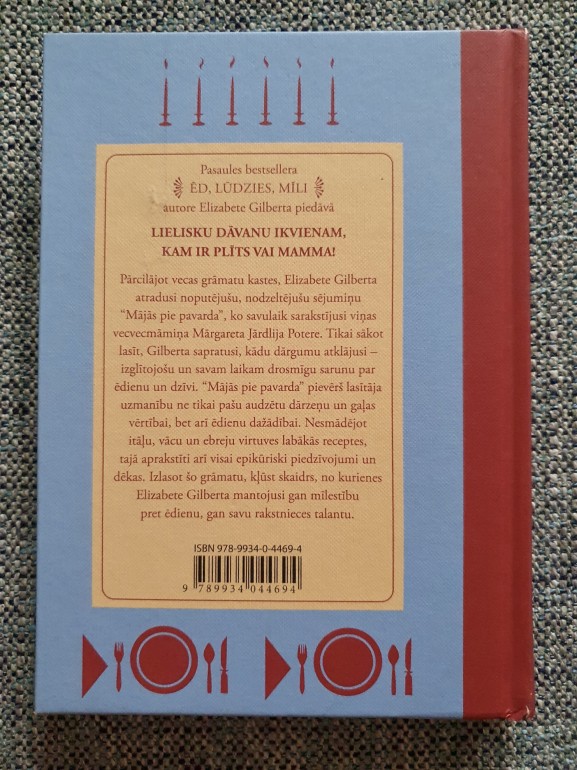 Pasaules bestsellera
ĒD, LŪDZIES, MĪLI
autore Elizabete Gilberta piedāvā
LIELISKU DĀVANU IKVIENAM,
KAM IR PLĪTS VAI MAMMA!
Pārcilājot vecas grāmatu kastes, Elizabete Gilberta
atradusi noputējušu, nodzeltējušu sējumiņu
“Mājās pie pavarda”, ko savulaik sarakstījusi viņas
vecvecmāmiņa Mārgareta Jārdlija Potere. Tikai sākot
lasīt, Gilberta sapratusi, kādu dārgumu atklājusi –
izglītojošu un savam laikam drosmīgu sarunu par
ēdienu un dzīvi. “Mājās pie pavarda” pievērš lasītāja
uzmanību ne tikai pašu audzētu dārzeņu un gaļas
vērtībai, bet arī ēdienu dažādībai. Nesmādējot
itāļu, vācu un ebreju virtuves labākās receptes,
tajā aprakstīti arī visai epikūriski piedzīvojumi un
dēkas. Izlasot šo grāmatu, kļūst skaidrs, no kurienes
Elizabete Gilberta mantojusi gan mīlestību
pret ēdienu, gan savu rakstnieces talantu.
ISBN 978-9934-0-4469-4
9 789934 044694